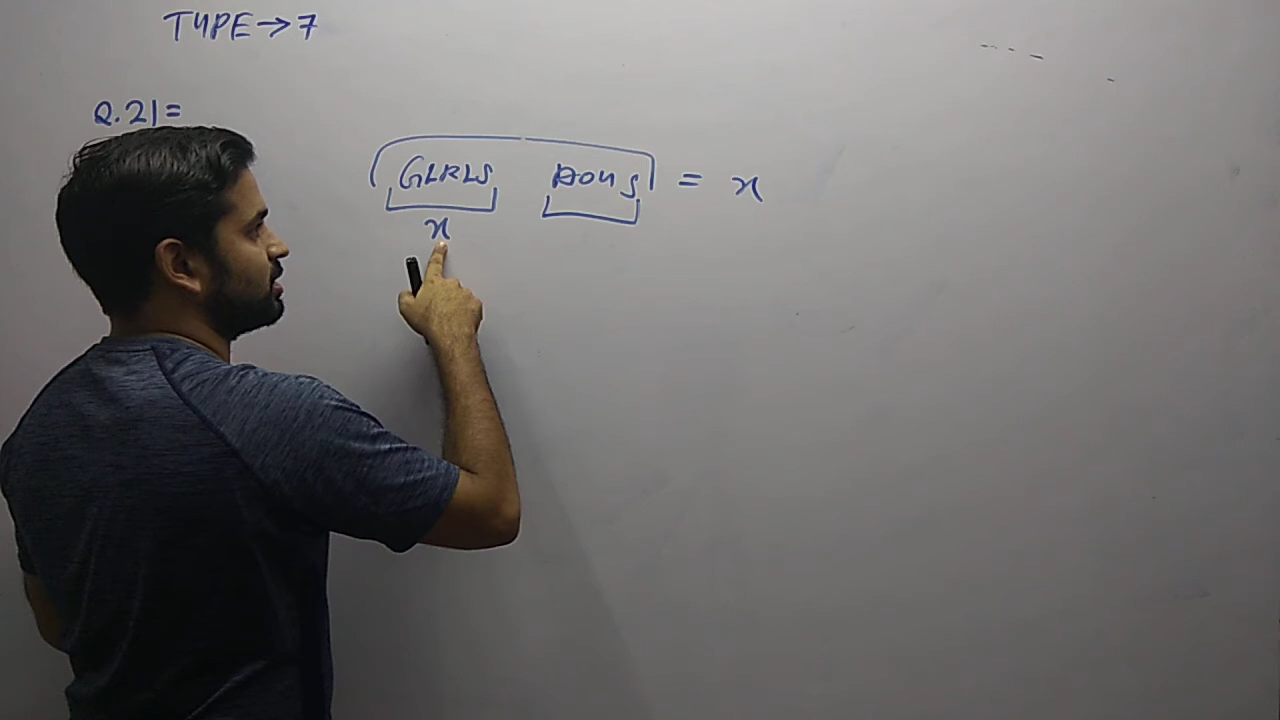 TYPE→7
Q.21=
GIRLS BOYS = x
x